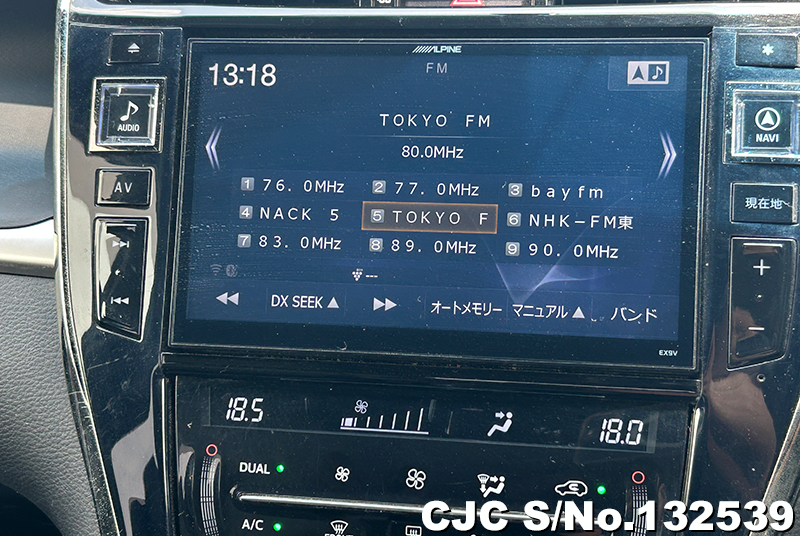 ALPINE
13:18
FM
AUDIO
NAVI
TOKYO FM
80.0MHz
AV
現在地
1 76.0MHz 2 77.0MHz 3 bayfm
4 NACK 5 5 TOKYO F 6 NHK-FM東
7 83.0MHz 8 89.0MHz 9 90.0MHz
---
DX SEEK▲ オートメモリー マニュアル▲ バンド
+
-
EX9V
18.5
18.0
DUAL
A/C
FRONT
CJC S/No.132539